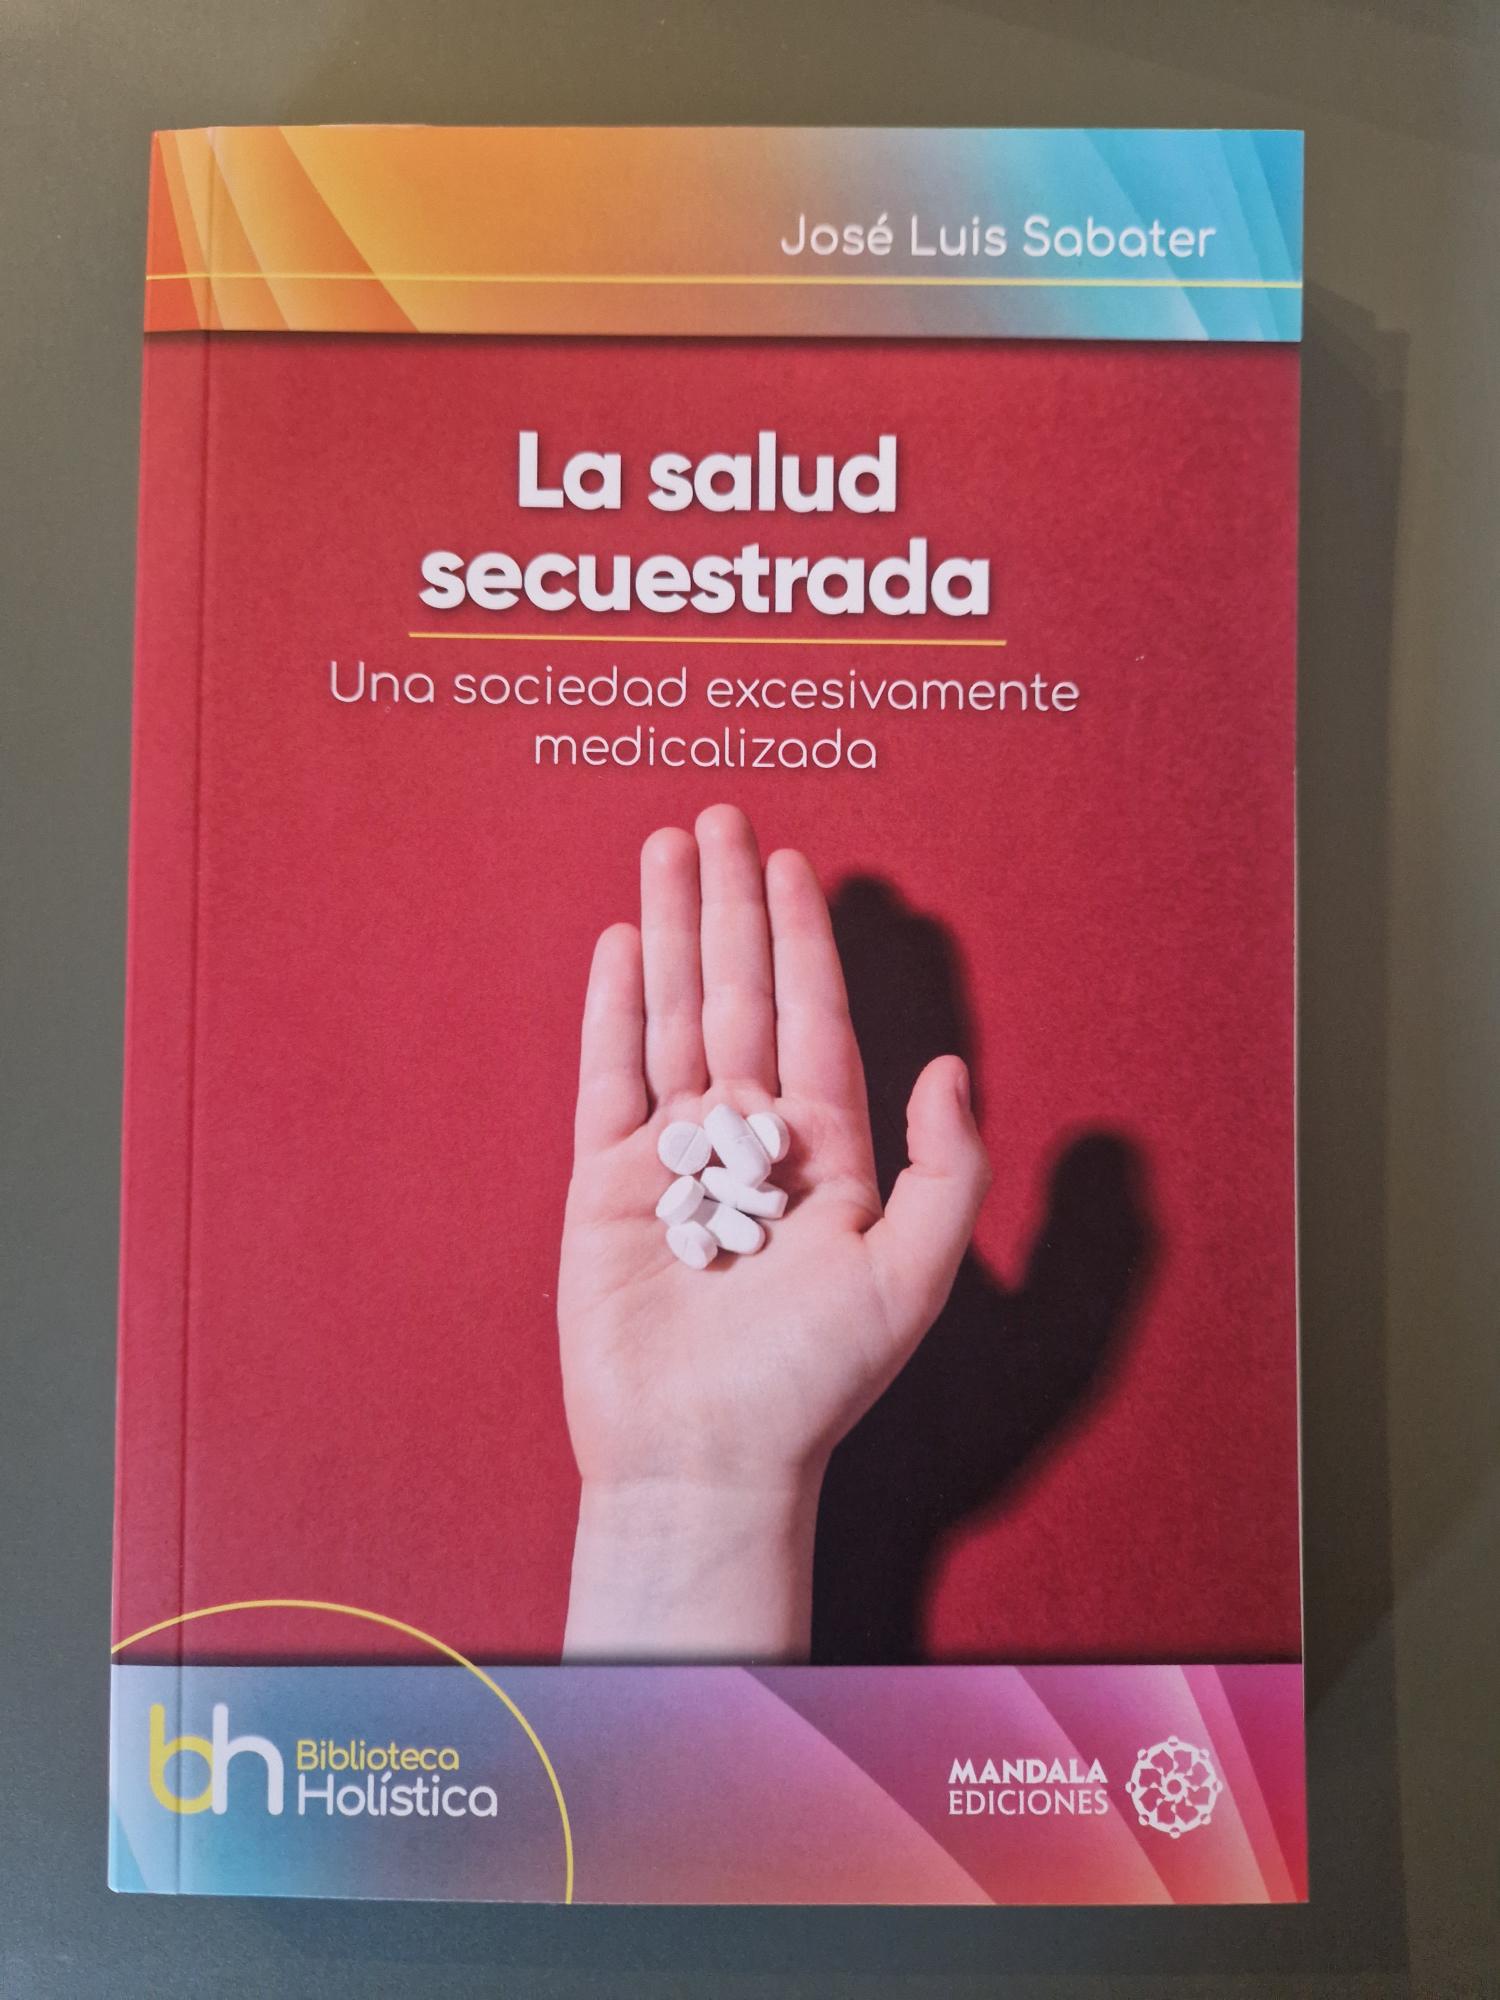 José Luis Sabater
La salud
secuestrada
Una sociedad excesivamente
medicalizada
bh
Biblioteca
Holística
MANDALA
EDICIONES